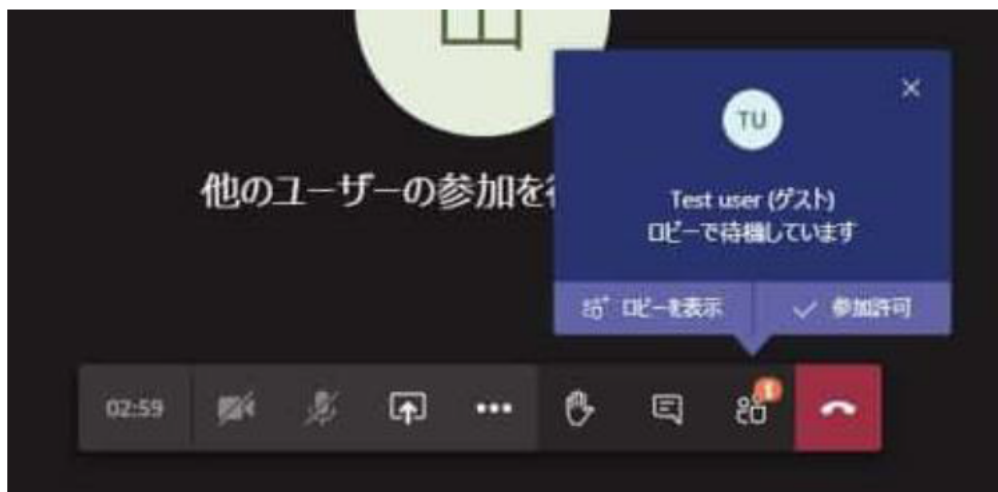 他のユーザーの参加を
TU
Test user (ゲスト)
ロビーで待機しています
ロビーを表示
参加許可
02:59
1